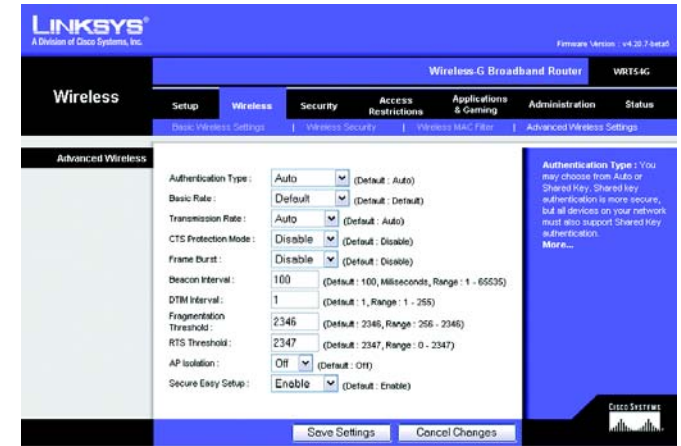 LINKSYS®
A Division of Cisco Systems, Inc.
Firmware Version : v4.20.7-beta6
Wireless-G Broadband Router WRT54G
Wireless
Setup Wireless Security Access Restrictions Applications & Gaming Administration Status
Basic Wireless Settings | Wireless Security | Wireless MAC Filter | Advanced Wireless Settings
Advanced Wireless
Authentication Type : Auto (Default : Auto)
Basic Rate : Default (Default : Default)
Transmission Rate : Auto (Default : Auto)
CTS Protection Mode : Disable (Default : Disable)
Frame Burst : Disable (Default : Disable)
Beacon Interval : 100 (Default : 100, Milliseconds, Range : 1 - 65535)
DTIM Interval : 1 (Default : 1, Range : 1 - 255)
Fragmentation
Threshold : 2346 (Default : 2346, Range : 256 - 2346)
RTS Threshold : 2347 (Default : 2347, Range : 0 - 2347)
AP Isolation : Off (Default : Off)
Secure Easy Setup : Enable (Default : Enable)
Authentication Type : You
may choose from Auto or
Shared Key. Shared key
authentication is more secure,
but all devices on your network
must also support Shared Key
authentication.
More...
Save Settings Cancel Changes
CISCO SYSTEMS